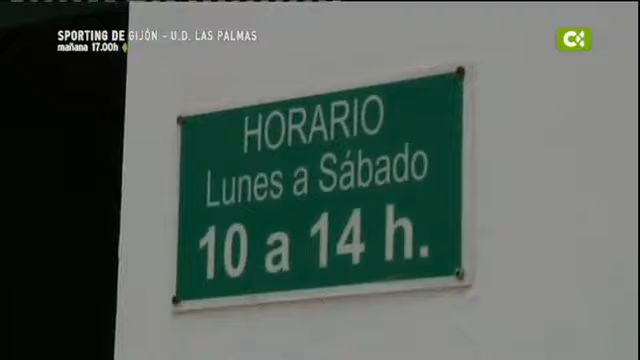 SPORTING DE GIJÓN - U.D. LAS PALMAS
mañana 17.00h
HORARIO
Lunes a Sábado
10 a 14 h.